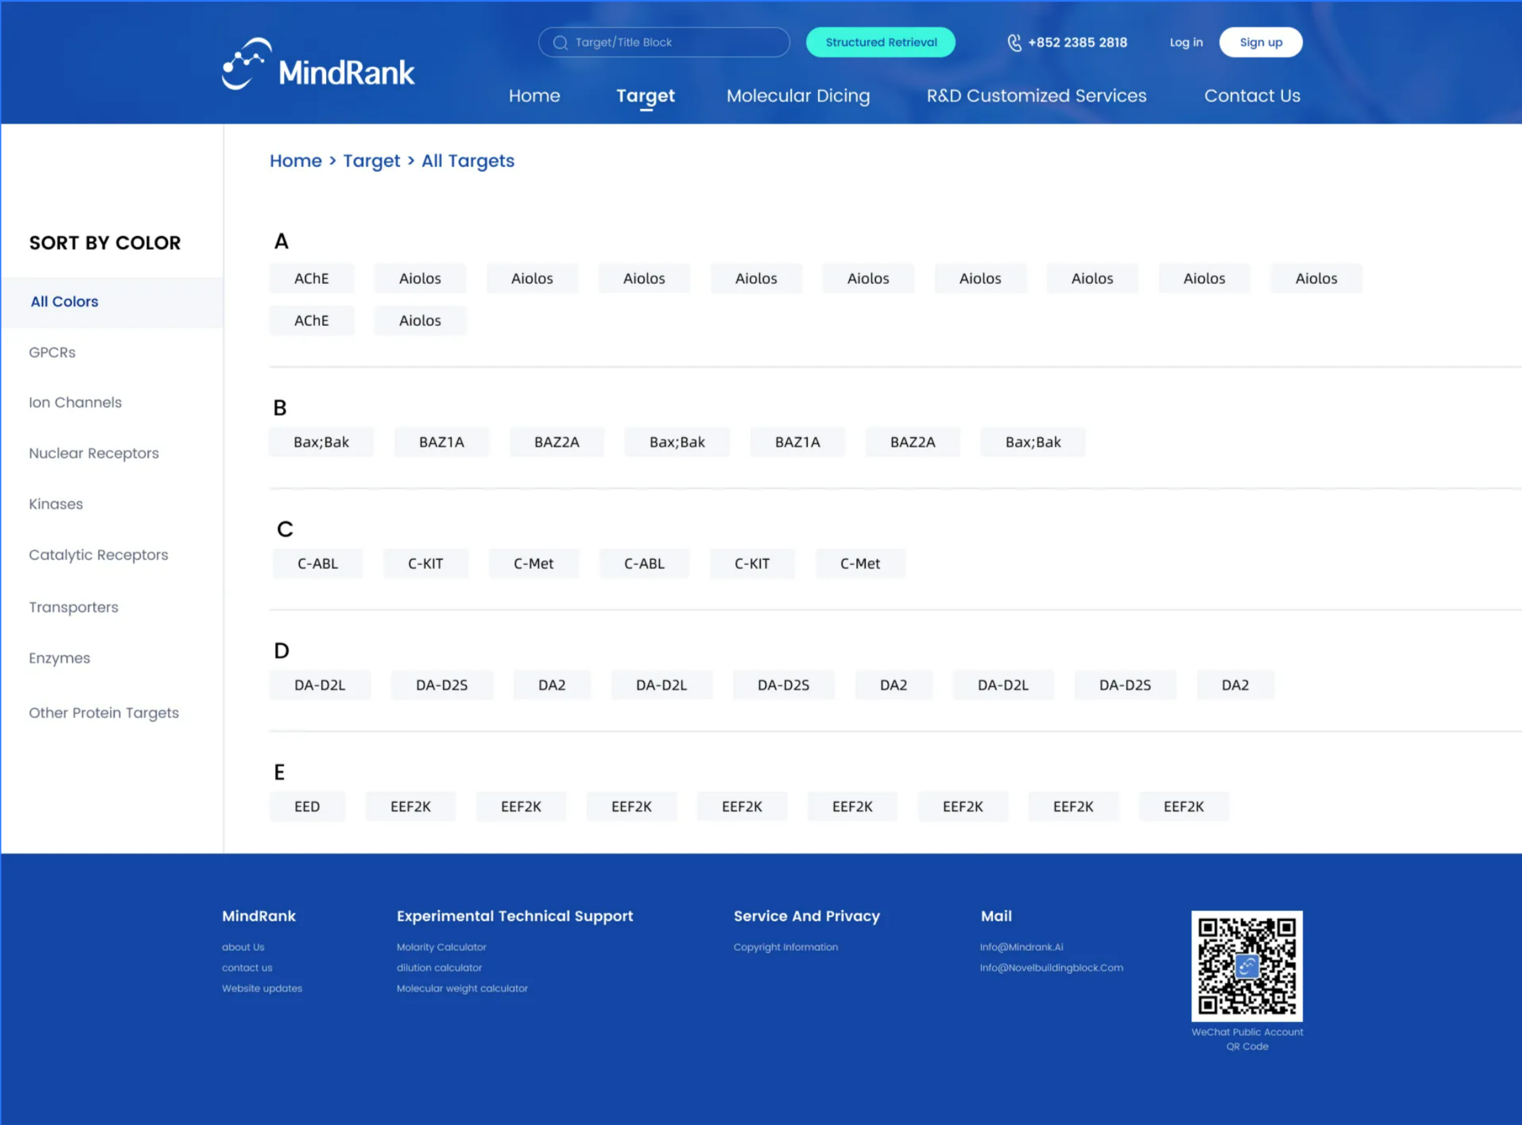 MindRank
Target/Title Block
Structured Retrieval
+852 2385 2818
Log in
Sign up
Home
Target
Molecular Dicing
R&D Customized Services
Contact Us
Home > Target > All Targets
SORT BY COLOR
All Colors
GPCRs
Ion Channels
Nuclear Receptors
Kinases
Catalytic Receptors
Transporters
Enzymes
Other Protein Targets
A
AChE Aiolos Aiolos Aiolos Aiolos Aiolos Aiolos Aiolos Aiolos Aiolos
AChE Aiolos
B
Bax;Bak BAZ1A BAZ2A Bax;Bak BAZ1A BAZ2A Bax;Bak
C
C-ABL C-KIT C-Met C-ABL C-KIT C-Met
D
DA-D2L DA-D2S DA2 DA-D2L DA-D2S DA2 DA-D2L DA-D2S DA2
E
EED EEF2K EEF2K EEF2K EEF2K EEF2K EEF2K EEF2K EEF2K
MindRank
about Us
contact us
Website updates
Experimental Technical Support
Molarity Calculator
dilution calculator
Molecular weight calculator
Service And Privacy
Copyright Information
Mail
Info@Mindrank.Ai
Info@Novelbuildingblock.Com
WeChat Public Account
QR Code